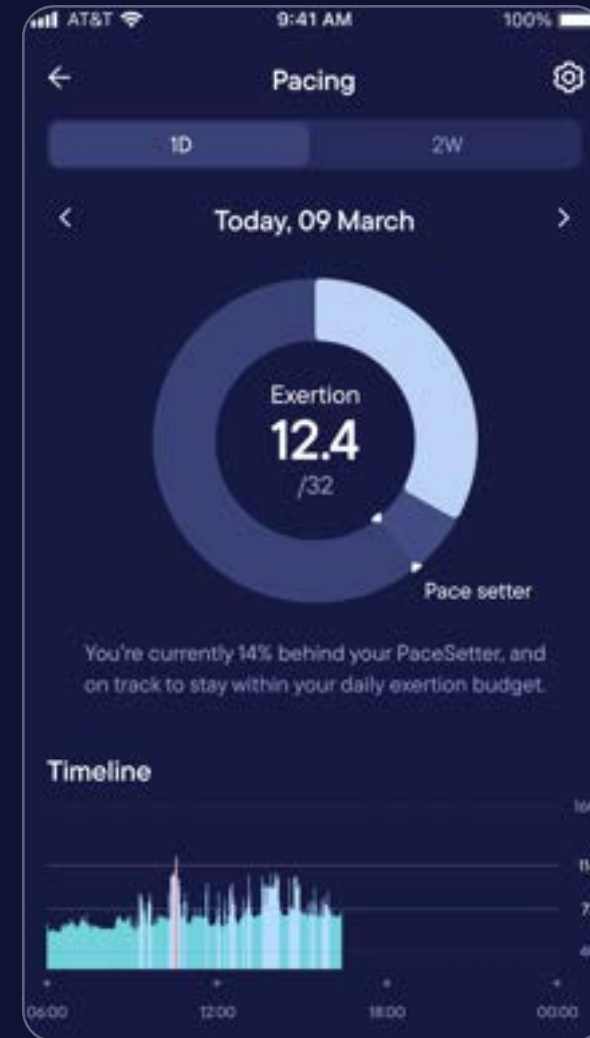 AT&T 9:41 AM 100%
Pacing
1D 2W
Today, 09 March
Exertion
12.4
/32
Pace setter
You're currently 14% behind your PaceSetter, and
on track to stay within your daily exertion budget.
Timeline
06:00 12:00 18:00 00:00